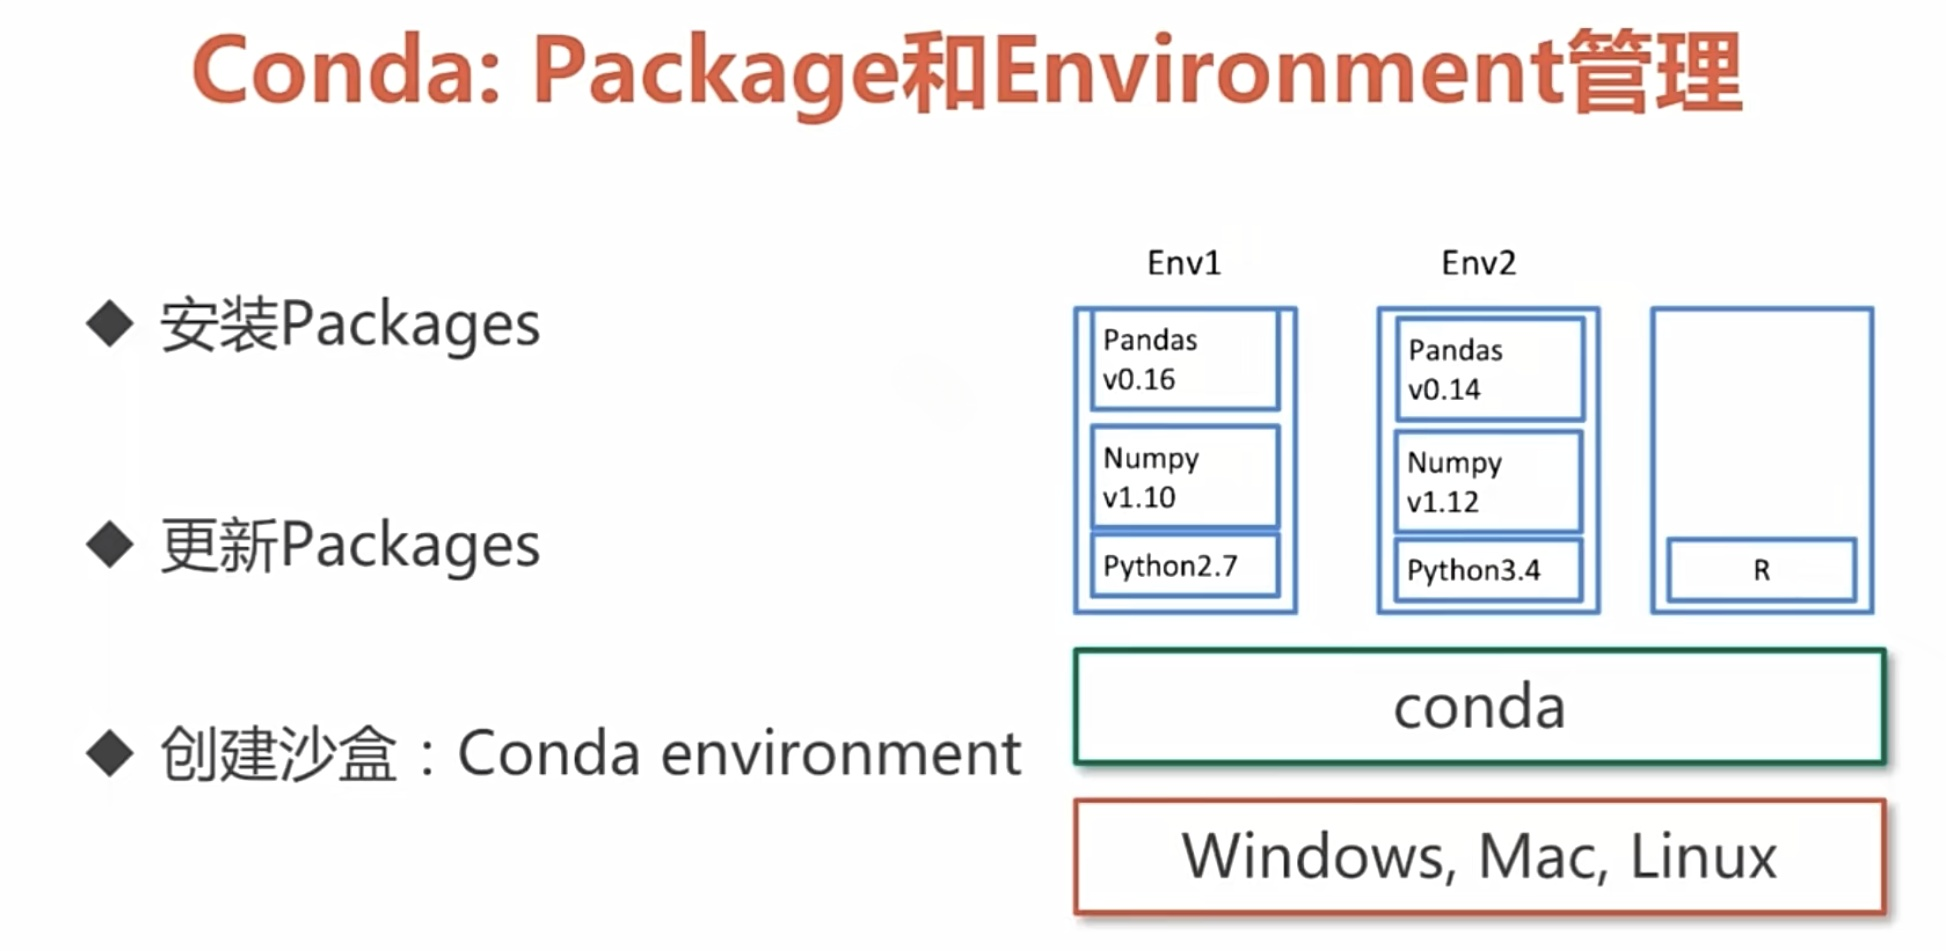 Conda: Package和Environment管理
安装Packages
更新Packages
创建沙盒：Conda environment
Env1
Pandas
v0.16
Numpy
v1.10
Python2.7
Env2
Pandas
v0.14
Numpy
v1.12
Python3.4
R
conda
Windows, Mac, Linux